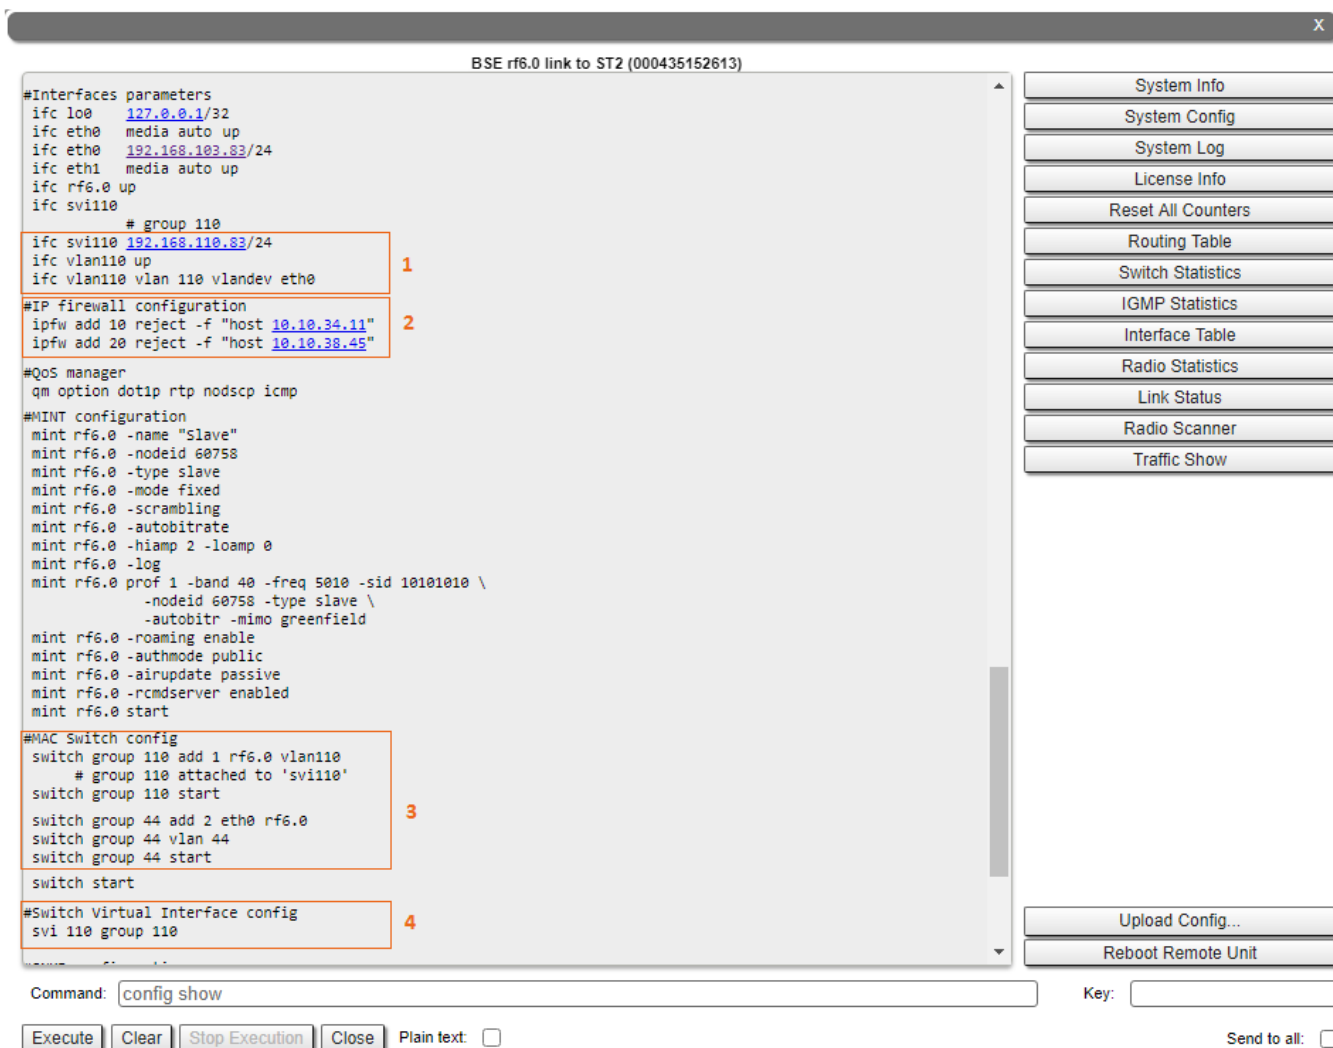 X
BSE rf6.0 link to ST2 (000435152613)
#Interfaces parameters
ifc lo0 127.0.0.1/32
ifc eth0 media auto up
ifc eth0 192.168.103.83/24
ifc eth1 media auto up
ifc rf6.0 up
ifc svi110
# group 110
ifc svi110 192.168.110.83/24
ifc vlan110 up
ifc vlan110 vlan 110 vlandev eth0
1
#IP firewall configuration
ipfw add 10 reject -f "host 10.10.34.11"
ipfw add 20 reject -f "host 10.10.38.45"
2
#QoS manager
qm option dot1p rtp nodscp icmp
#MINT configuration
mint rf6.0 -name "Slave"
mint rf6.0 -nodeid 60758
mint rf6.0 -type slave
mint rf6.0 -mode fixed
mint rf6.0 -scrambling
mint rf6.0 -autobitrate
mint rf6.0 -hiamp 2 -loamp 0
mint rf6.0 -log
mint rf6.0 prof 1 -band 40 -freq 5010 -sid 10101010 \
-nodeid 60758 -type slave \
-autobitr -mimo greenfield
mint rf6.0 -roaming enable
mint rf6.0 -authmode public
mint rf6.0 -airupdate passive
mint rf6.0 -rcmdserver enabled
mint rf6.0 start
#MAC Switch config
switch group 110 add 1 rf6.0 vlan110
# group 110 attached to 'svi110'
switch group 110 start
switch group 44 add 2 eth0 rf6.0
switch group 44 vlan 44
switch group 44 start
3
switch start
#Switch Virtual Interface config
svi 110 group 110
4
System Info
System Config
System Log
License Info
Reset All Counters
Routing Table
Switch Statistics
IGMP Statistics
Interface Table
Radio Statistics
Link Status
Radio Scanner
Traffic Show
Upload Config...
Reboot Remote Unit
Command: config show
Key:
Execute Clear Stop Execution Close Plain text:
Send to all: